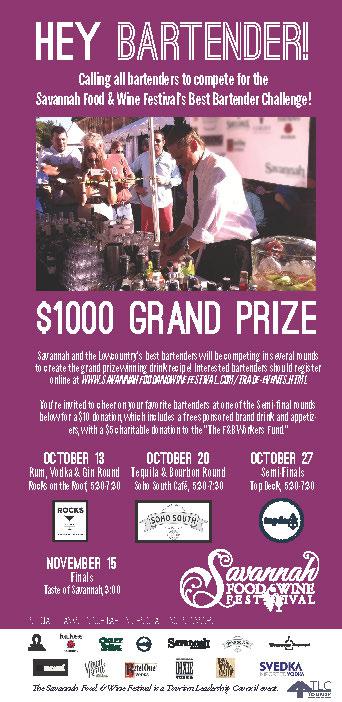 HEY BARTENDER!
Calling all bartenders to compete for the
Savannah Food & Wine Festival's Best Bartender Challenge!
$1000 GRAND PRIZE
Savannah and the Lowcountry's best bartenders will be competing in several rounds
to create the grand prize winning drink recipe! Interested bartenders should register
online at WWW.SAVANNAHFOODANDWINEFESTIVAL.COM/TRADE-EVENTS.HTML
You're invited to cheer on your favorite bartenders at one of the Semi-final rounds
below for a $10 donation, which includes a free sponsored brand drink and appetiz-
ers, with a $5 charitable donation to the "The F&B Workers Fund."
OCTOBER 13
Rum, Vodka & Gin Round
Rocks on the Roof, 5:30-7:30
OCTOBER 20
Tequila & Bourbon Round
Soho South Café, 5:30-7:30
OCTOBER 27
Semi-Finals
Top Deck, 5:30-7:30
ROCKS
SOHO SOUTH
NOVEMBER 15
Finals
Taste of Savannah, 3:00
Savannah
FOOD & WINE
FESTIVAL
Savannah
Ketel One
VODKA
DIXIE
VODKA
SVEDKA
VODKA
The Savannah Food & Wine Festival is a Tourism Leadership Council event.
TLC
TOURISM